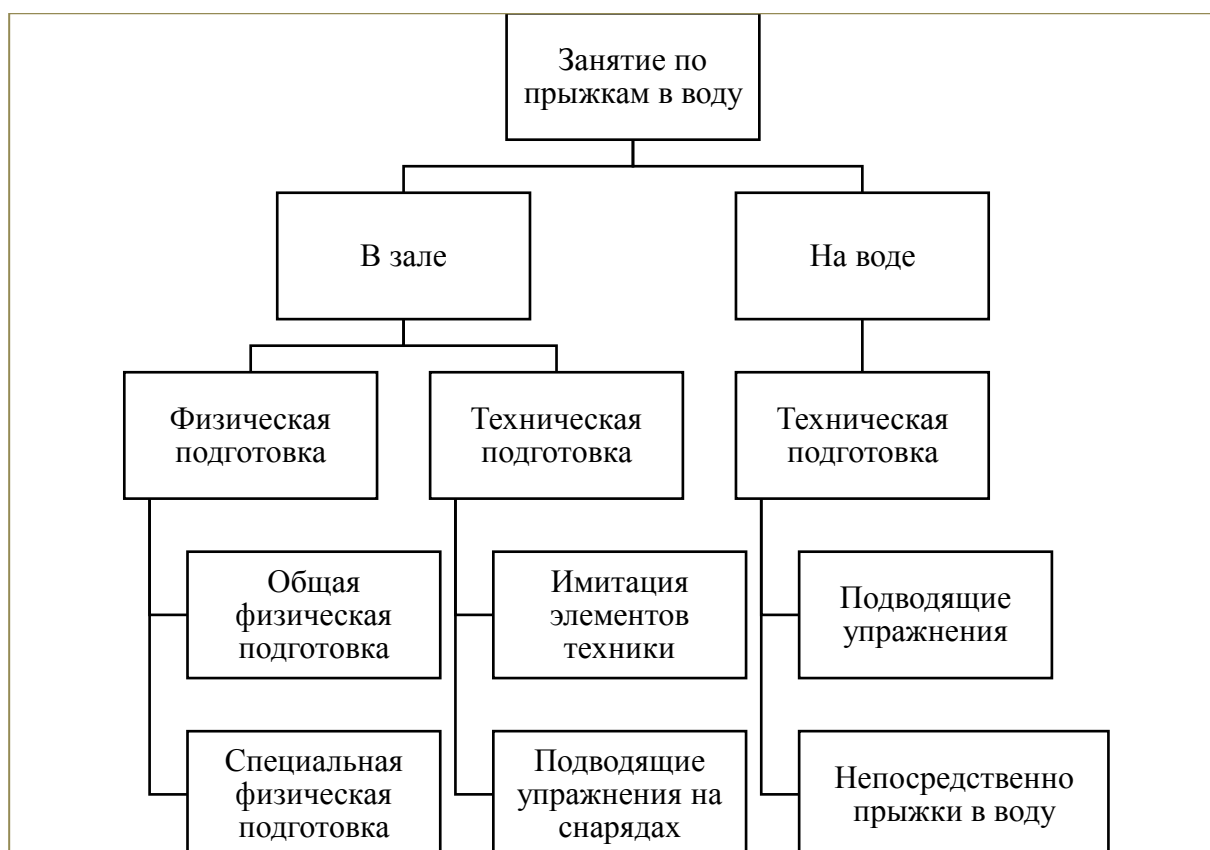 Занятие по
прыжкам в воду
В зале
На воде
Физическая
подготовка
Техническая
подготовка
Техническая
подготовка
Общая
физическая
подготовка
Имитация
элементов
техники
Подводящие
упражнения
Специальная
физическая
подготовка
Подводящие
упражнения на
снарядах
Непосредственно
прыжки в воду